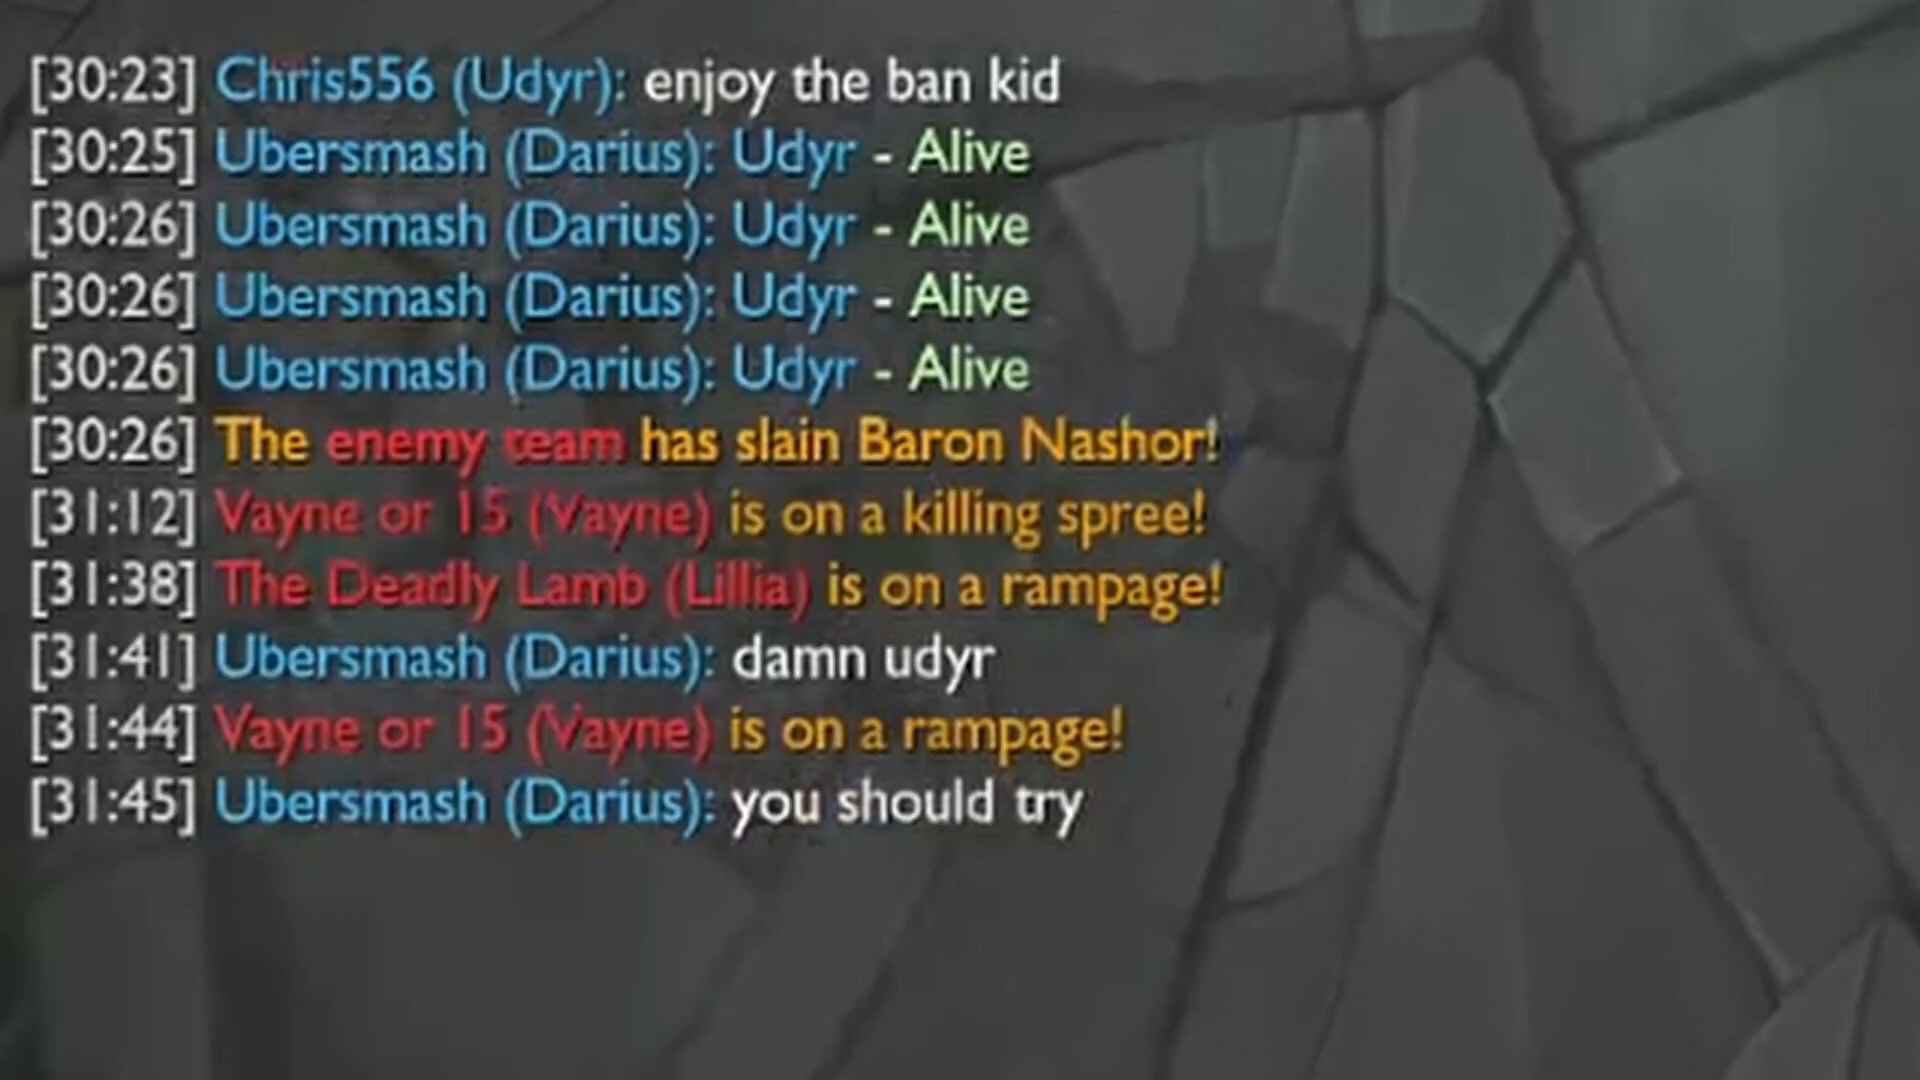 [30:23] Chris556 (Udyr): enjoy the ban kid
[30:25] Ubersmash (Darius): Udyr - Alive
[30:26] Ubersmash (Darius): Udyr - Alive
[30:26] Ubersmash (Darius): Udyr - Alive
[30:26] Ubersmash (Darius): Udyr - Alive
[30:26] The enemy team has slain Baron Nashor!
[31:12] Vayne or 15 (Vayne) is on a killing spree!
[31:38] The Deadly Lamb (Lillia) is on a rampage!
[31:41] Ubersmash (Darius): damn udyr
[31:44] Vayne or 15 (Vayne) is on a rampage!
[31:45] Ubersmash (Darius): you should try